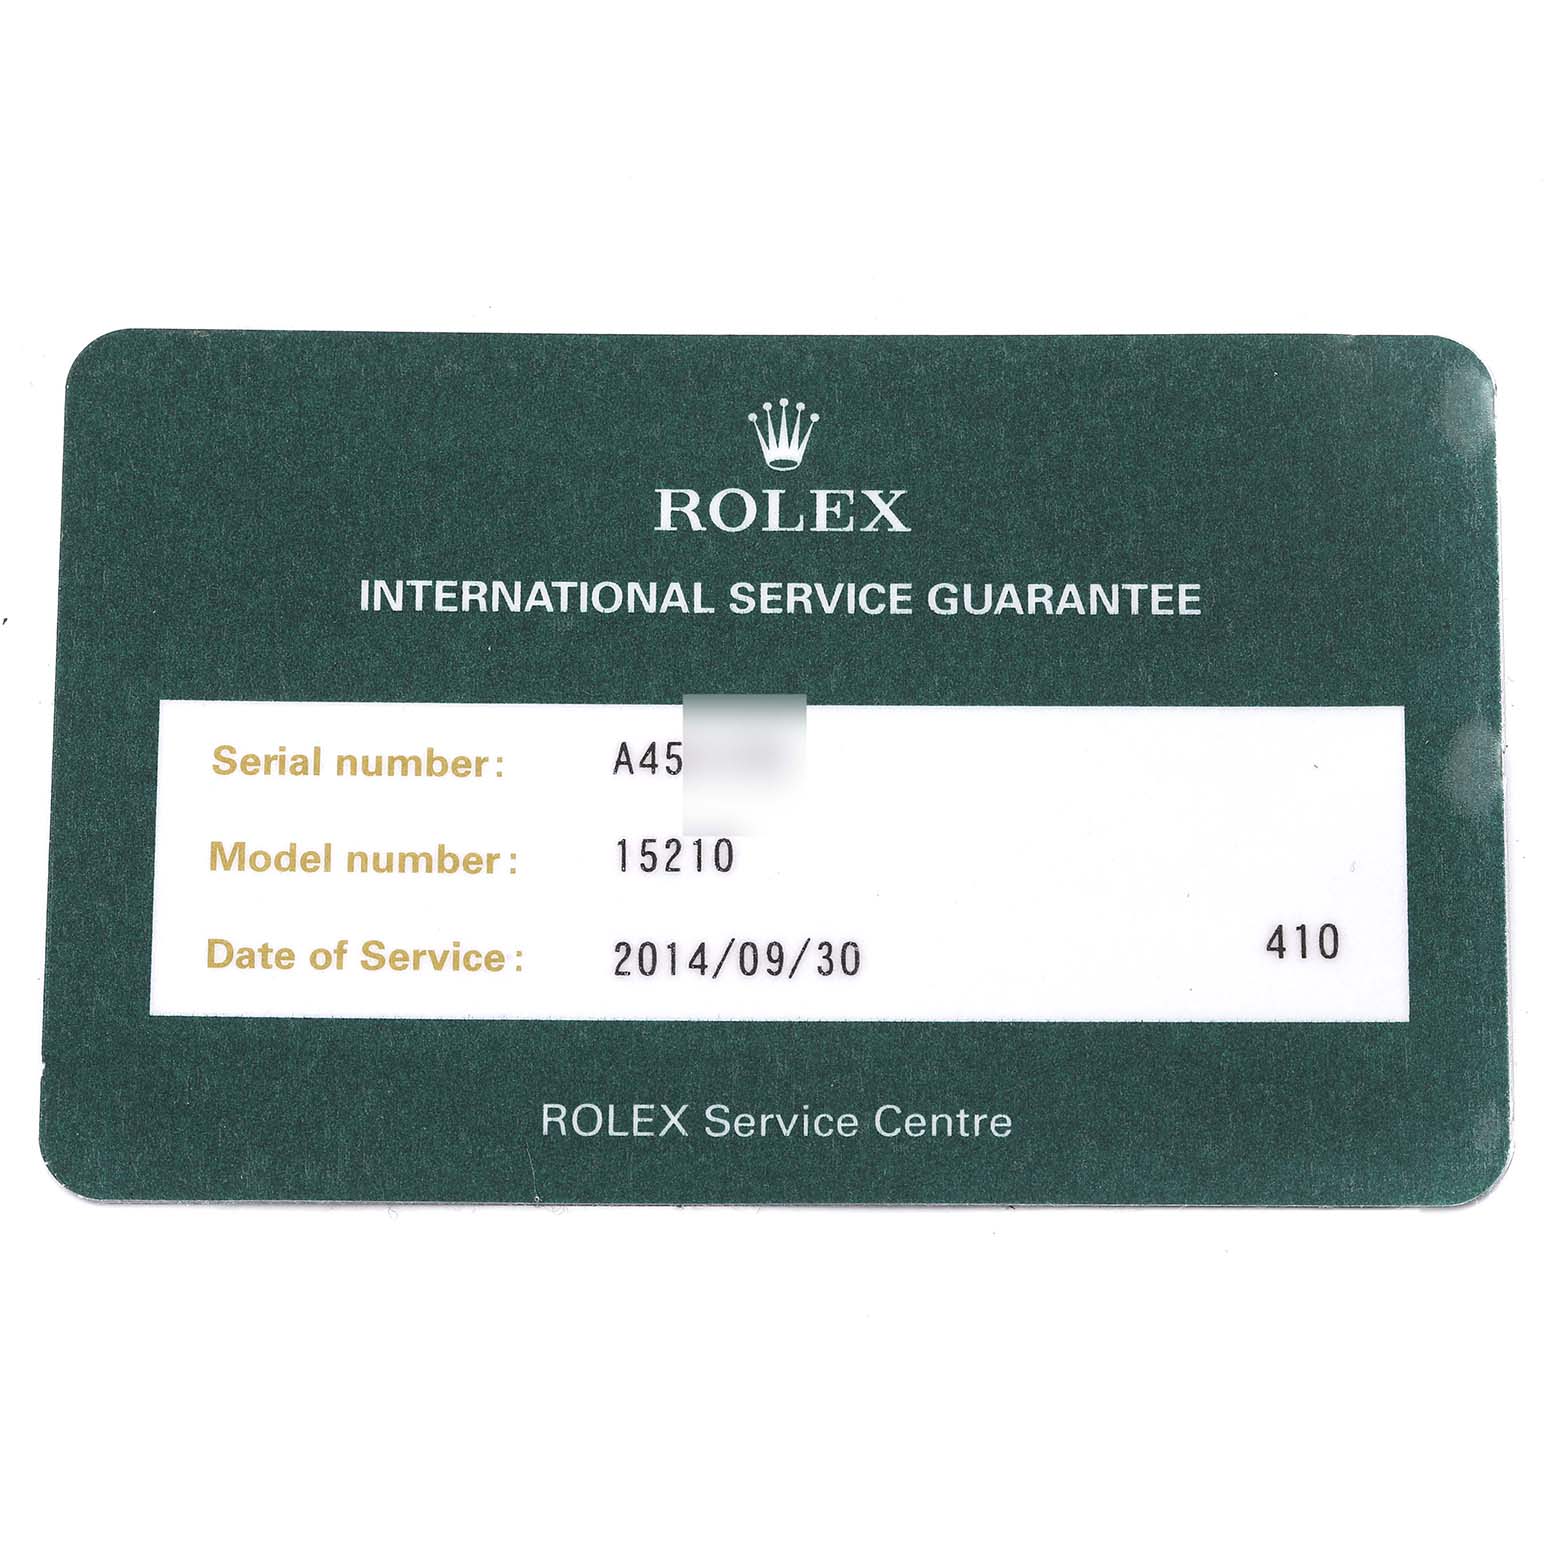 ROLEX
INTERNATIONAL SERVICE GUARANTEE
Serial number: A45
Model number: 15210
Date of Service: 2014/09/30 410
ROLEX Service Centre